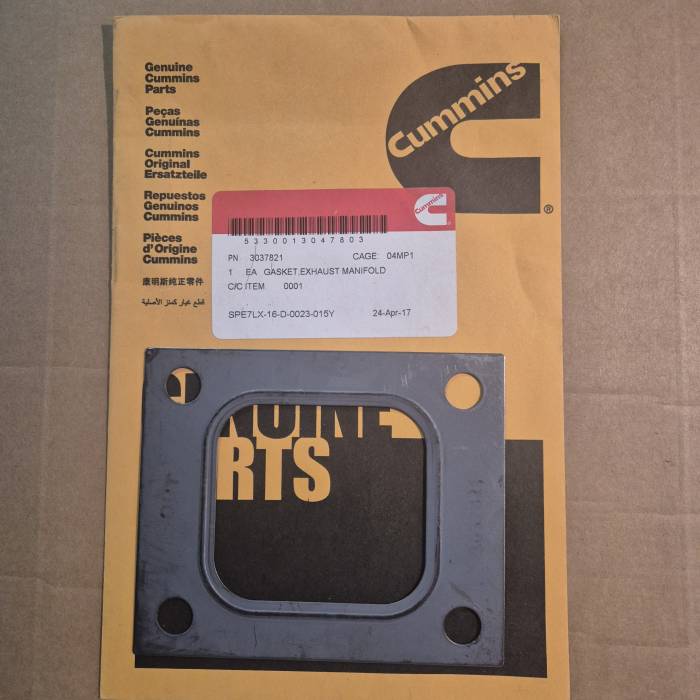 Genuine
Cummins
Parts
Peças
Genuínas
Cummins
Cummins
Original
Ersatzteile
Repuestos
Genuinos
Cummins
Pièces
d'Origine
Cummins
康明斯纯正零件
قطع غيار كمنز الأصلية
Cummins
®
Cummins
5330013047803
PN 3037821 CAGE: 04MP1
1 EA GASKET,EXHAUST MANIFOLD
C/C ITEM 0001
SPE7LX-16-D-0023-015Y 24-Apr-17
NUINE
RTS